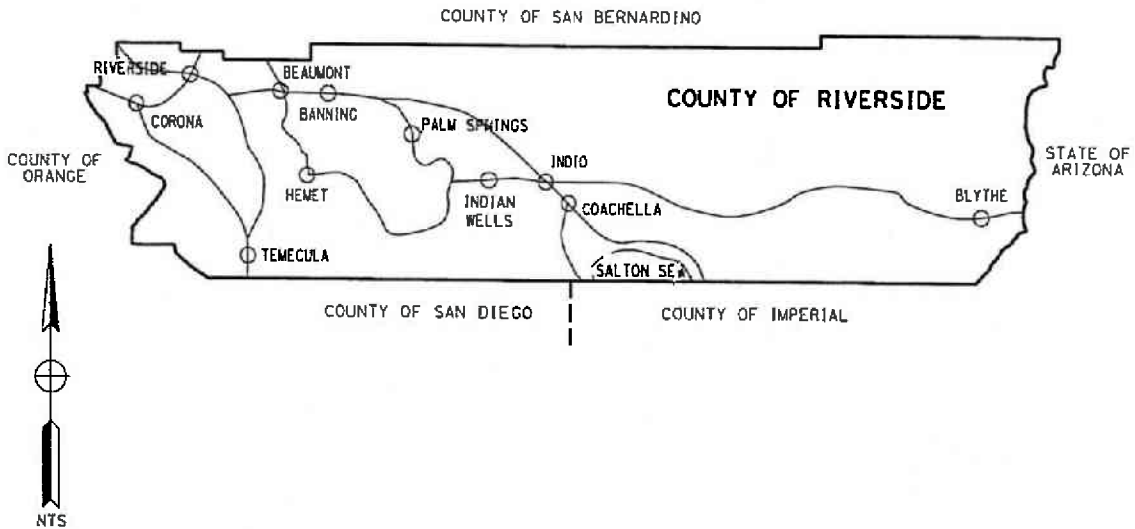 COUNTY OF SAN BERNARDINO
RIVERSIDE
BEAUMONT
COUNTY OF RIVERSIDE
CORONA
BANNING
PALM SPRINGS
COUNTY OF
ORANGE
STATE OF
ARIZONA
HEMET
INDIO
INDIAN
WELLS
COACHELLA
BLYTHE
TEMECULA
SALTON SEA
COUNTY OF SAN DIEGO
COUNTY OF IMPERIAL
NTS